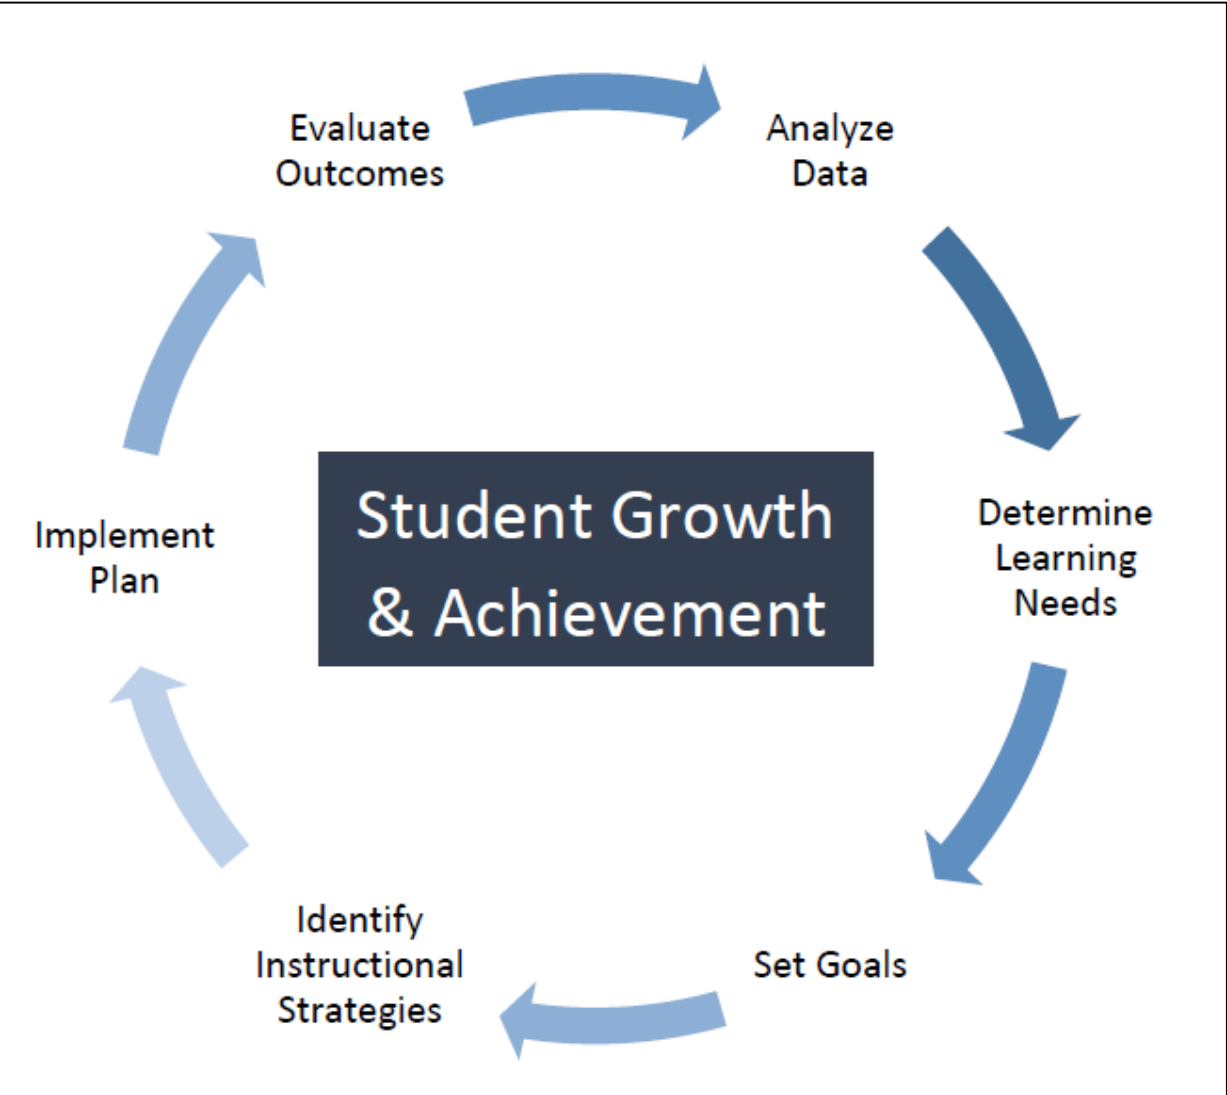 Evaluate
Outcomes
Analyze
Data
Determine
Learning
Needs
Set Goals
Identify
Instructional
Strategies
Implement
Plan
Student Growth
& Achievement